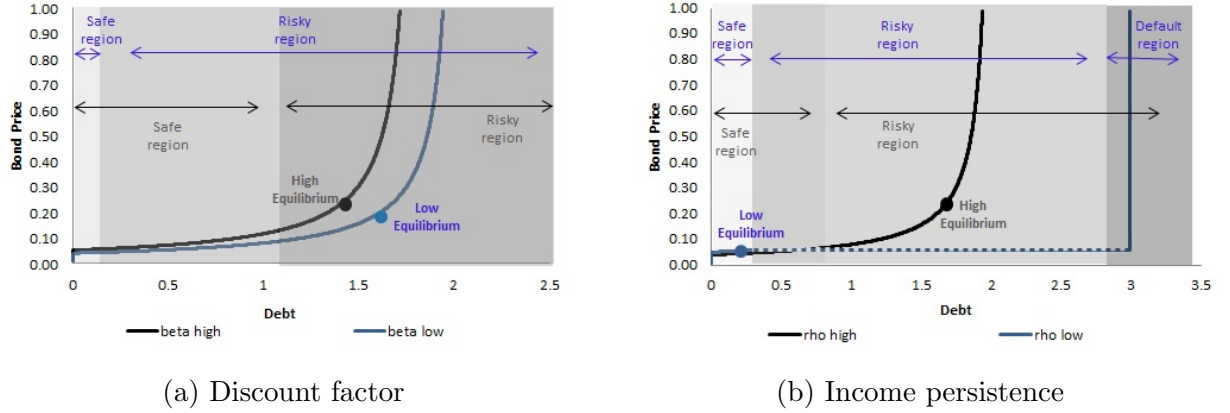 1.00
0.90
0.80
0.70
0.60
0.50
0.40
0.30
0.20
0.10
0.00
Bond Price
Safe
region
Risky
region
Safe
region
Risky
region
High
Equilibrium
Low
Equilibrium
0 0.5 1 1.5 2 2.5
Debt
beta high beta low
(a) Discount factor
1.00
0.90
0.80
0.70
0.60
0.50
0.40
0.30
0.20
0.10
0.00
Bond Price
Safe
region
Risky
region
Default
region
Safe
region
Risky
region
Low
Equilibrium
High
Equilibrium
0 0.5 1 1.5 2 2.5 3 3.5
Debt
rho high rho low
(b) Income persistence